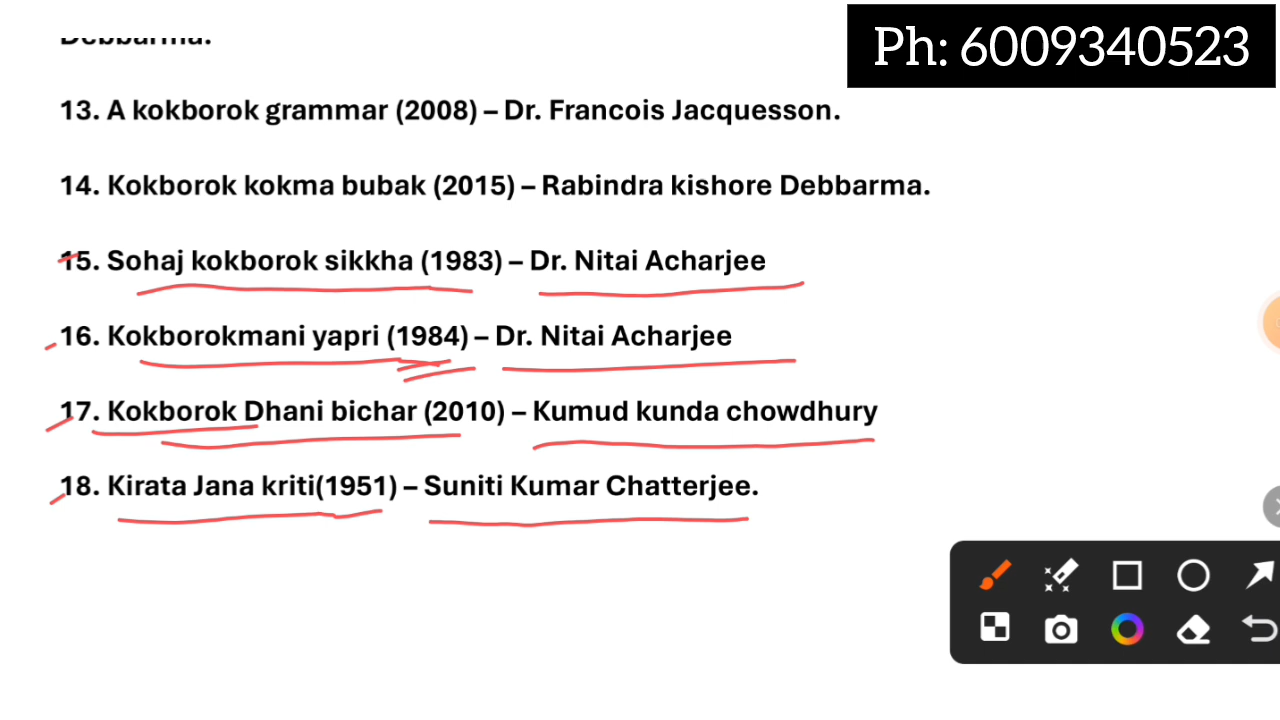 Debbarma.
Ph: 6009340523
13. A kokborok grammar (2008) – Dr. Francois Jacquesson.
14. Kokborok kokma bubak (2015) – Rabindra kishore Debbarma.
15. Sohaj kokborok sikkha (1983) – Dr. Nitai Acharjee
16. Kokborokmani yapri (1984) – Dr. Nitai Acharjee
17. Kokborok Dhani bichar (2010) – Kumud kunda chowdhury
18. Kirata Jana kriti(1951) – Suniti Kumar Chatterjee.